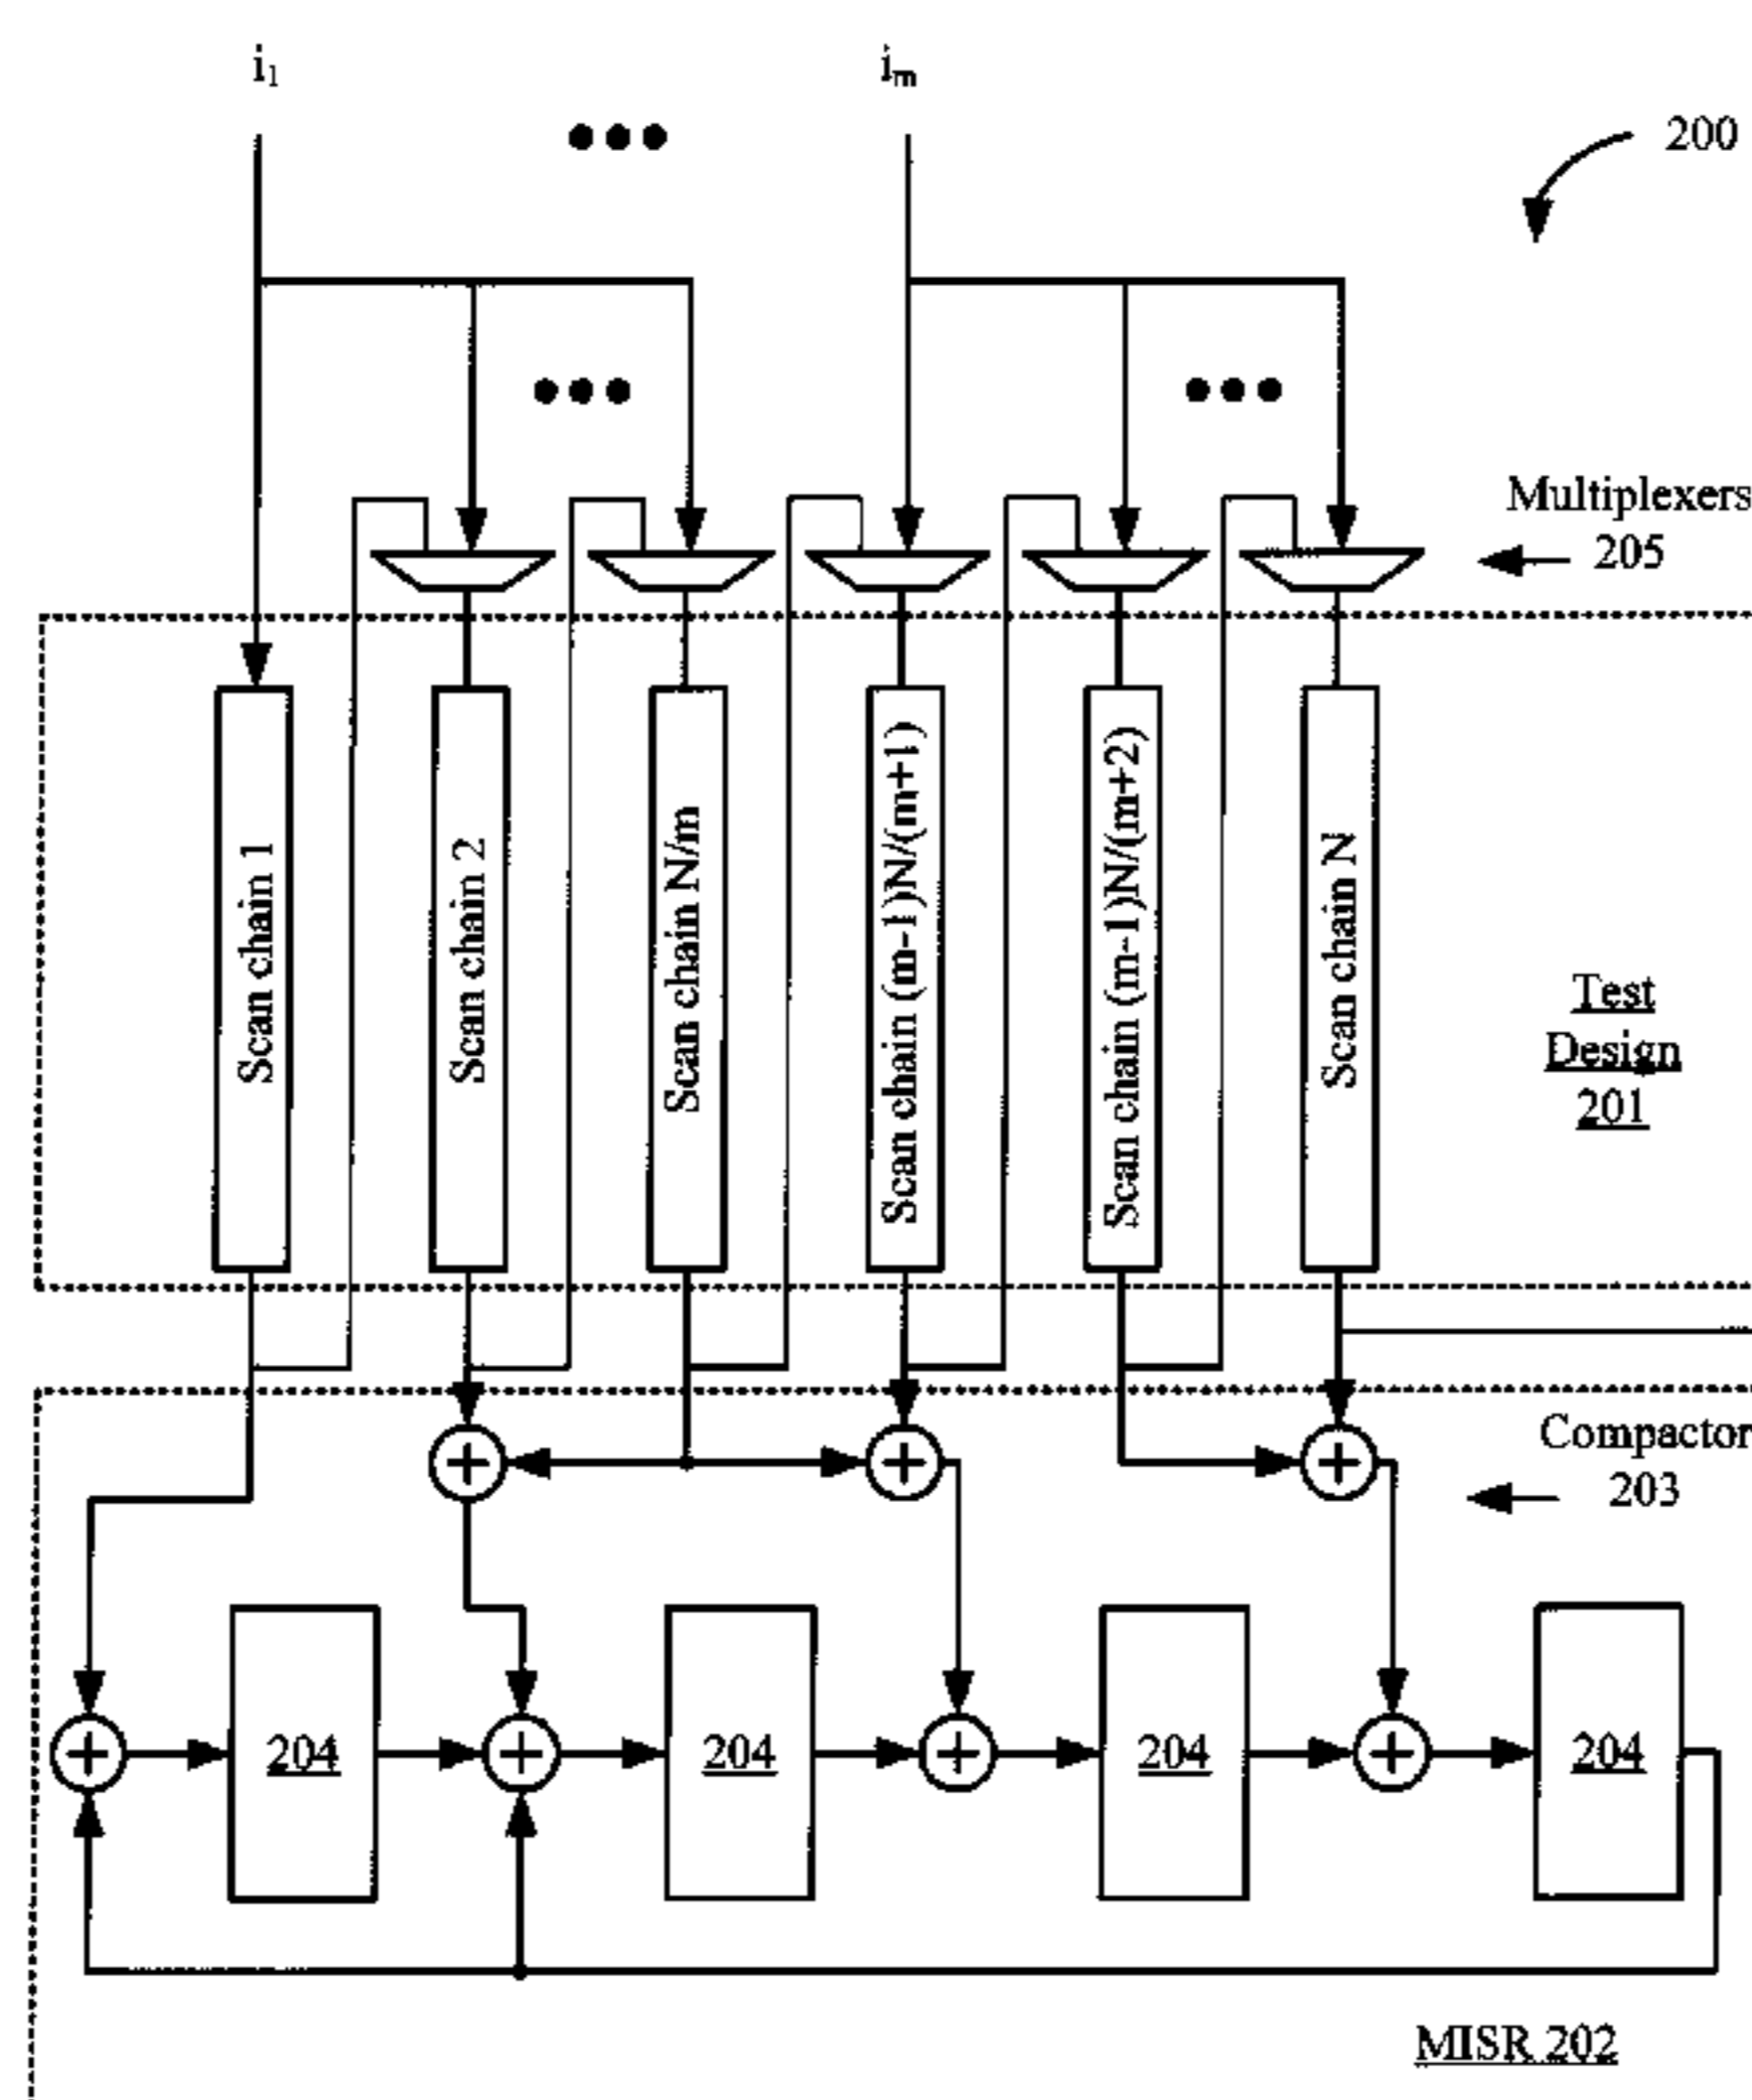 i1
im
200
Multiplexers
205
Scan chain 1
Scan chain 2
Scan chain N/m
Scan chain (m-1)N/(m+1)
Scan chain (m-1)N/(m+2)
Scan chain N
Test
Design
201
Compactor
203
204
204
204
204
MISR 202